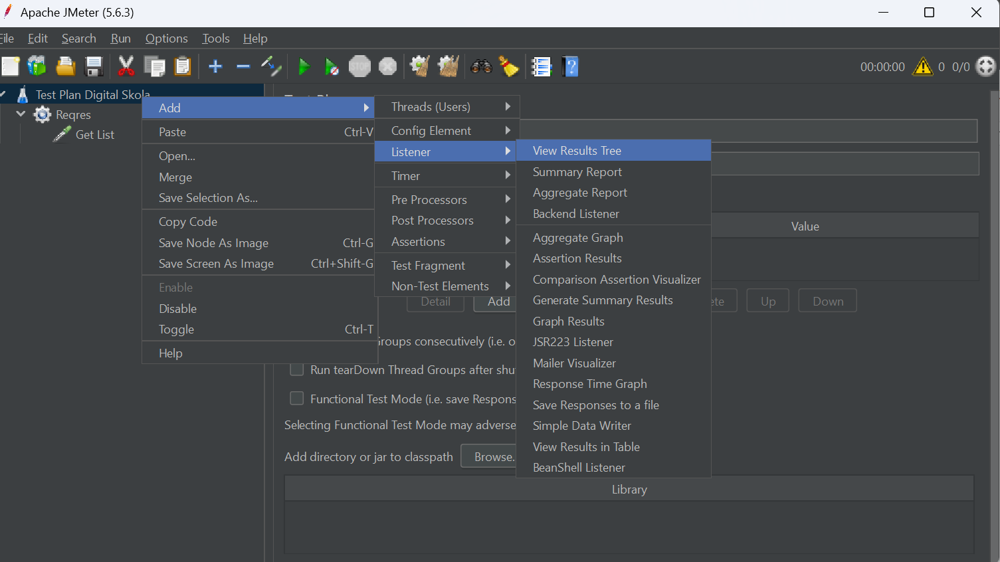 Apache JMeter (5.6.3)
File Edit Search Run Options Tools Help
STOP
00:00:00 0 0/0
Test Plan Digital Skola
Reqres
Get List
Add
Paste Ctrl-V
Open...
Merge
Save Selection As...
Copy Code
Save Node As Image Ctrl-G
Save Screen As Image Ctrl+Shift-G
Enable
Disable
Toggle Ctrl-T
Help
Threads (Users)
Config Element
Listener
Timer
Pre Processors
Post Processors
Assertions
Test Fragment
Non-Test Elements
View Results Tree
Summary Report
Aggregate Report
Backend Listener
Aggregate Graph
Assertion Results
Comparison Assertion Visualizer
Generate Summary Results
Graph Results
JSR223 Listener
Mailer Visualizer
Response Time Graph
Save Responses to a file
Simple Data Writer
View Results in Table
BeanShell Listener
Value
Detail Add ete Up Down
roups consecutively (i.e. o
Run tearDown Thread Groups after shu
Functional Test Mode (i.e. save Respons
Selecting Functional Test Mode may adverse
Add directory or jar to classpath Browse.
Library